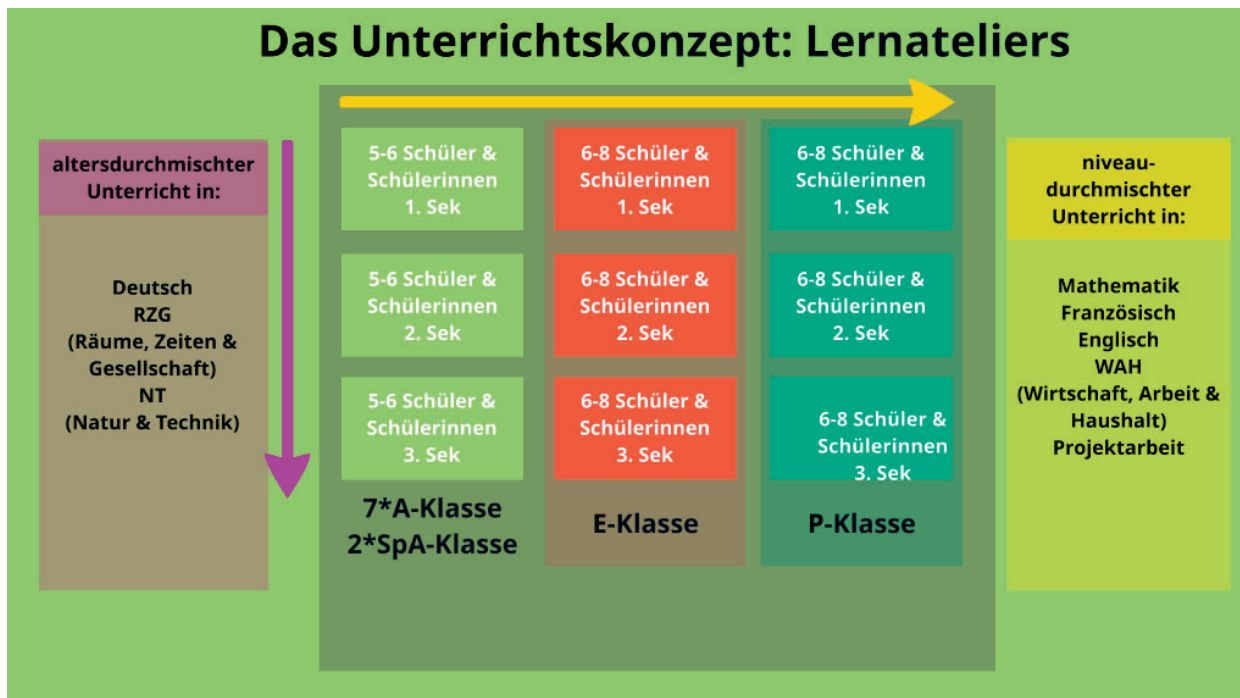 Das Unterrichtskonzept: Lernateliers
altersdurchmischter
Unterricht in:
Deutsch
RZG
(Räume, Zeiten &
Gesellschaft)
NT
(Natur & Technik)
5-6 Schüler &
Schülerinnen
1. Sek
6-8 Schüler &
Schülerinnen
1. Sek
6-8 Schüler &
Schülerinnen
1. Sek
5-6 Schüler &
Schülerinnen
2. Sek
6-8 Schüler &
Schülerinnen
2. Sek
6-8 Schüler &
Schülerinnen
2. Sek
5-6 Schüler &
Schülerinnen
3. Sek
6-8 Schüler &
Schülerinnen
3. Sek
6-8 Schüler &
Schülerinnen
3. Sek
7*A-Klasse
2*SpA-Klasse
E-Klasse
P-Klasse
niveau-
durchmischter
Unterricht in:
Mathematik
Französisch
Englisch
WAH
(Wirtschaft, Arbeit &
Haushalt)
Projektarbeit